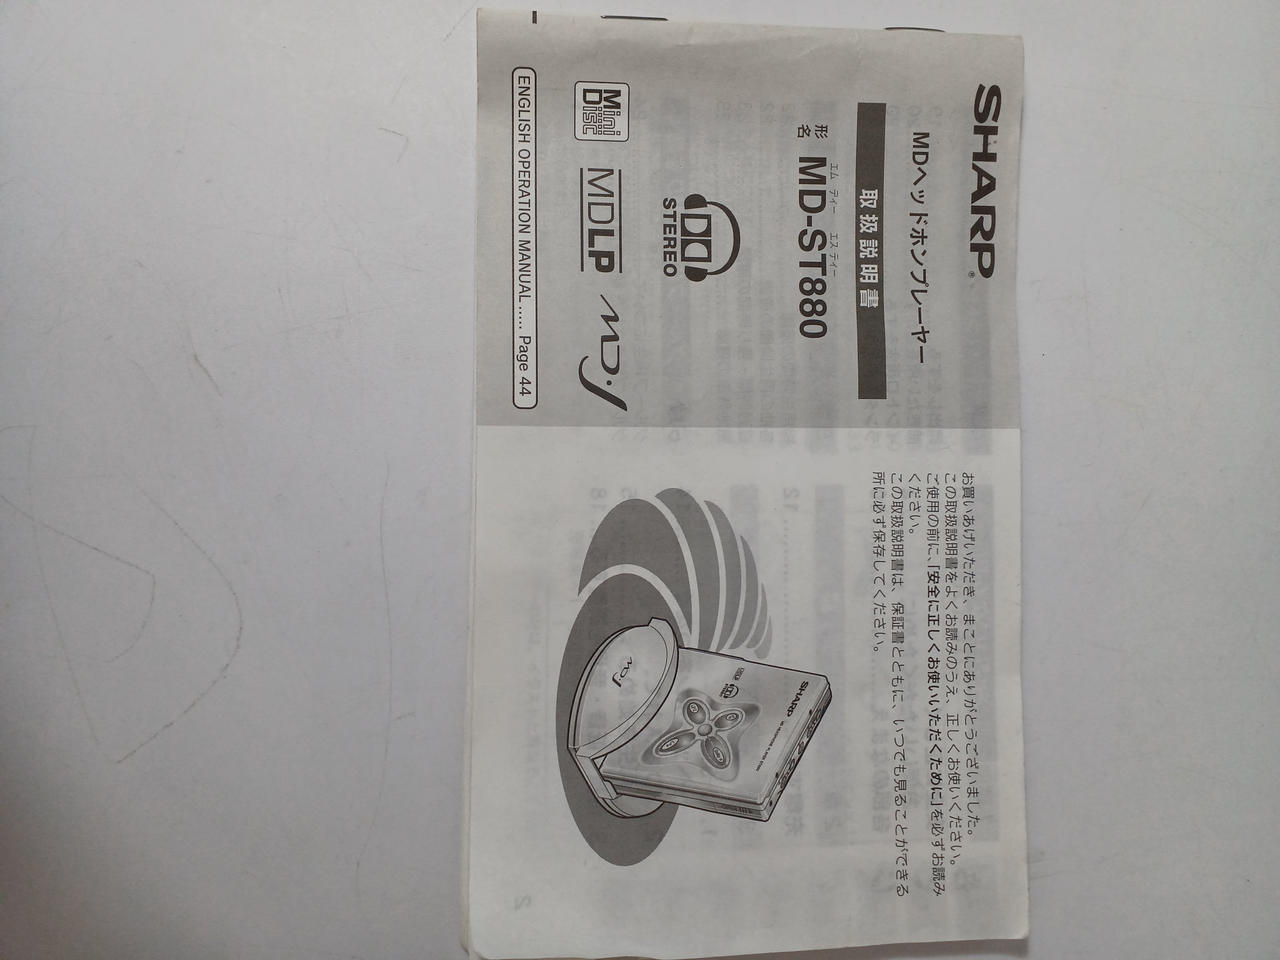 SHARP®
MDヘッドホンプレーヤー
取扱説明書
エム ディー エス ティー
形名 MD-ST880
STEREO
Mini Disc
MDLP
MD·J
ENGLISH OPERATION MANUAL ..... Page 44
お買いあげいただき、まことにありがとうございました。
この取扱説明書をよくお読みのうえ、正しくお使いください。
ご使用の前に、「安全に正しくお使いいただくために」を必ずお読み
ください。
この取扱説明書は、保証書とともに、いつでも見ることができる
所に必ず保存してください。
SHARP
MD·J